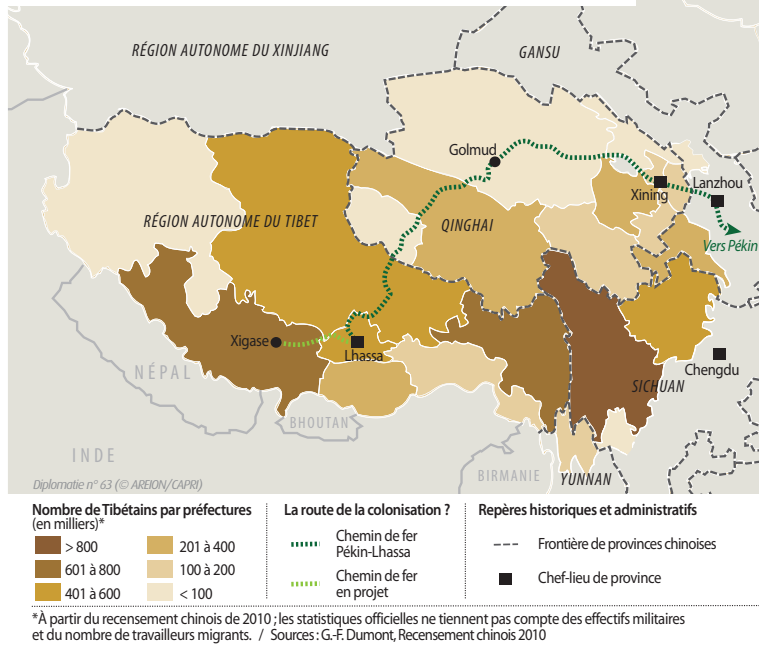 RÉGION AUTONOME DU XINJIANG
GANSU
Golmud
Xining
Lanzhou
RÉGION AUTONOME DU TIBET
QINGHAI
Vers Pékin
Xigase
Lhassa
Chengdu
NÉPAL
SICHUAN
BHOUTAN
INDE
BIRMANIE
YUNNAN
Diplomatie n° 63 (© AREION/CAPRI)
Nombre de Tibétains par préfectures
(en milliers)*
> 800
601 à 800
401 à 600
201 à 400
100 à 200
< 100
La route de la colonisation ?
Chemin de fer
Pékin-Lhassa
Chemin de fer
en projet
Repères historiques et administratifs
Frontière de provinces chinoises
Chef-lieu de province
*À partir du recensement chinois de 2010 ; les statistiques officielles ne tiennent pas compte des effectifs militaires
et du nombre de travailleurs migrants. / Sources : G.-F. Dumont, Recensement chinois 2010